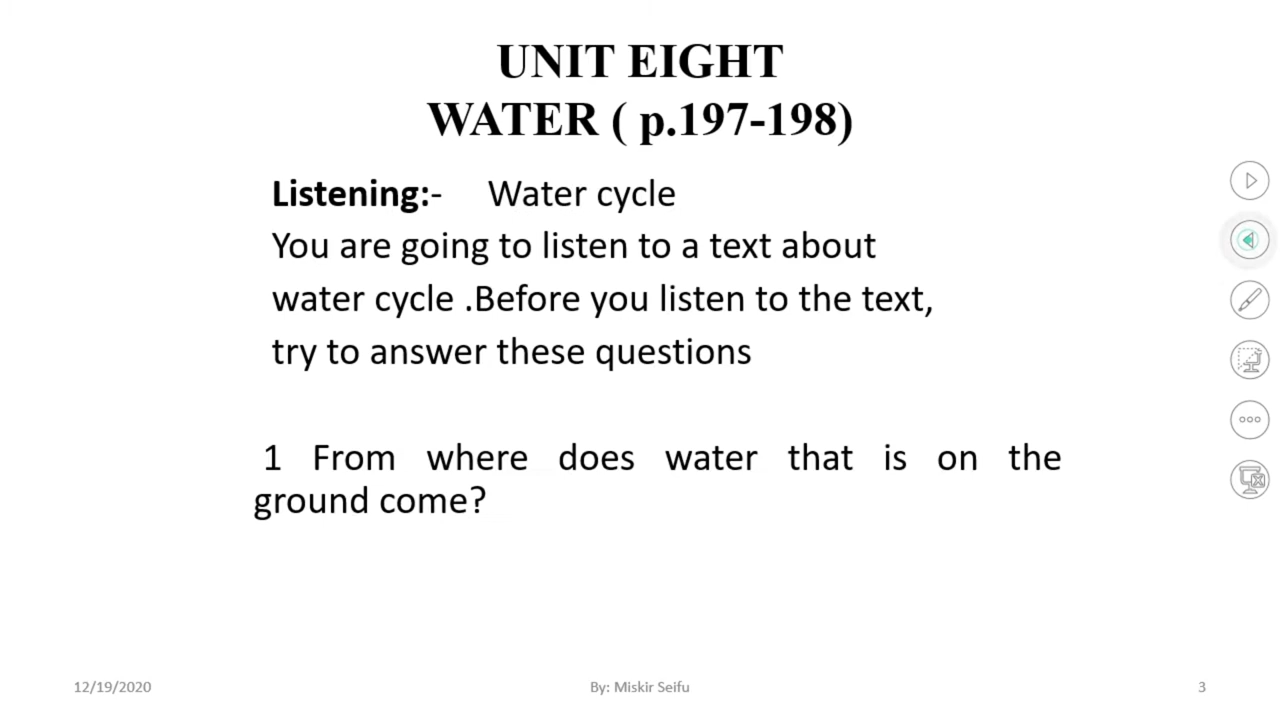 UNIT EIGHT
WATER ( p.197-198)
Listening:- Water cycle
You are going to listen to a text about
water cycle .Before you listen to the text,
try to answer these questions
1 From where does water that is on the
ground come?
12/19/2020
By: Miskir Seifu
3